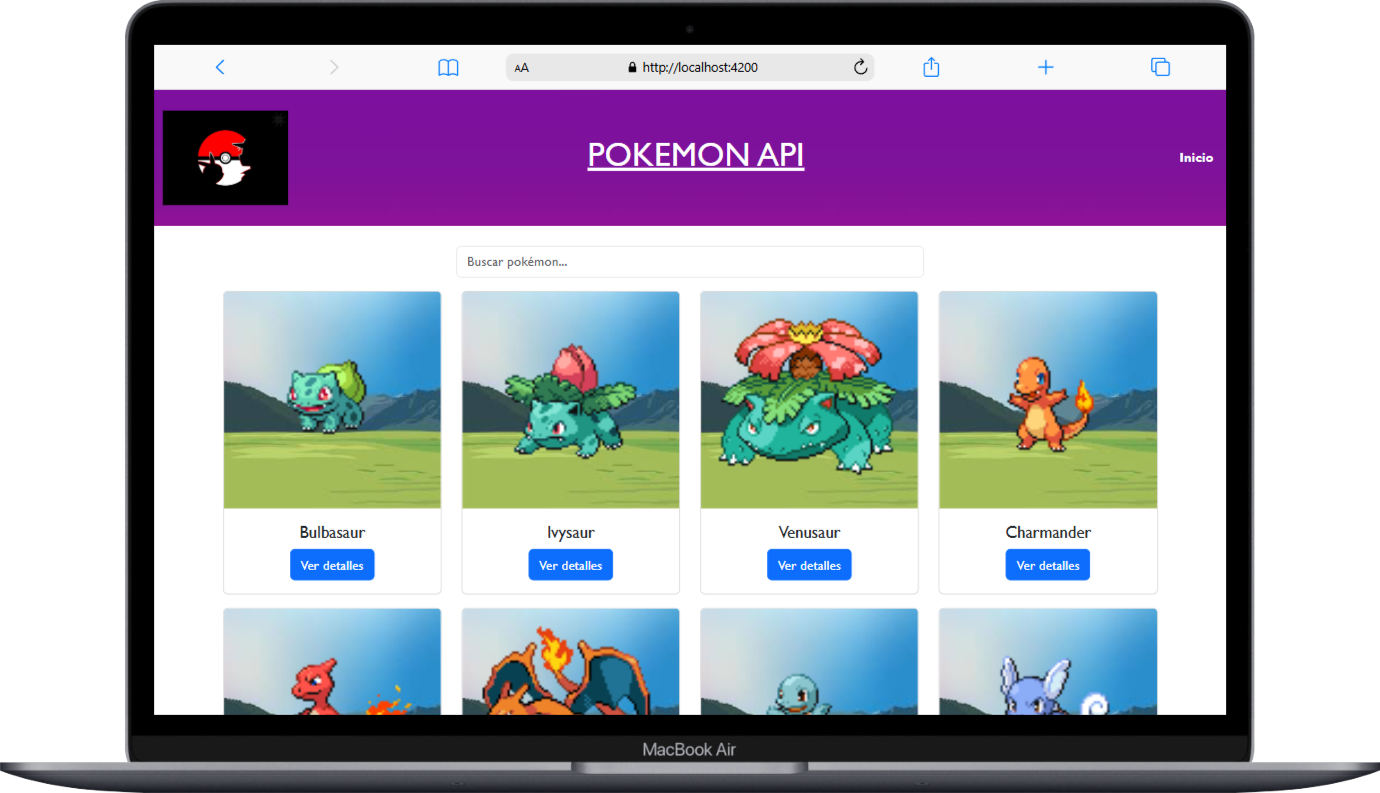 AA http://localhost:4200
POKEMON API
Inicio
Buscar pokémon...
Bulbasaur
Ver detalles
Ivysaur
Ver detalles
Venusaur
Ver detalles
Charmander
Ver detalles
MacBook Air